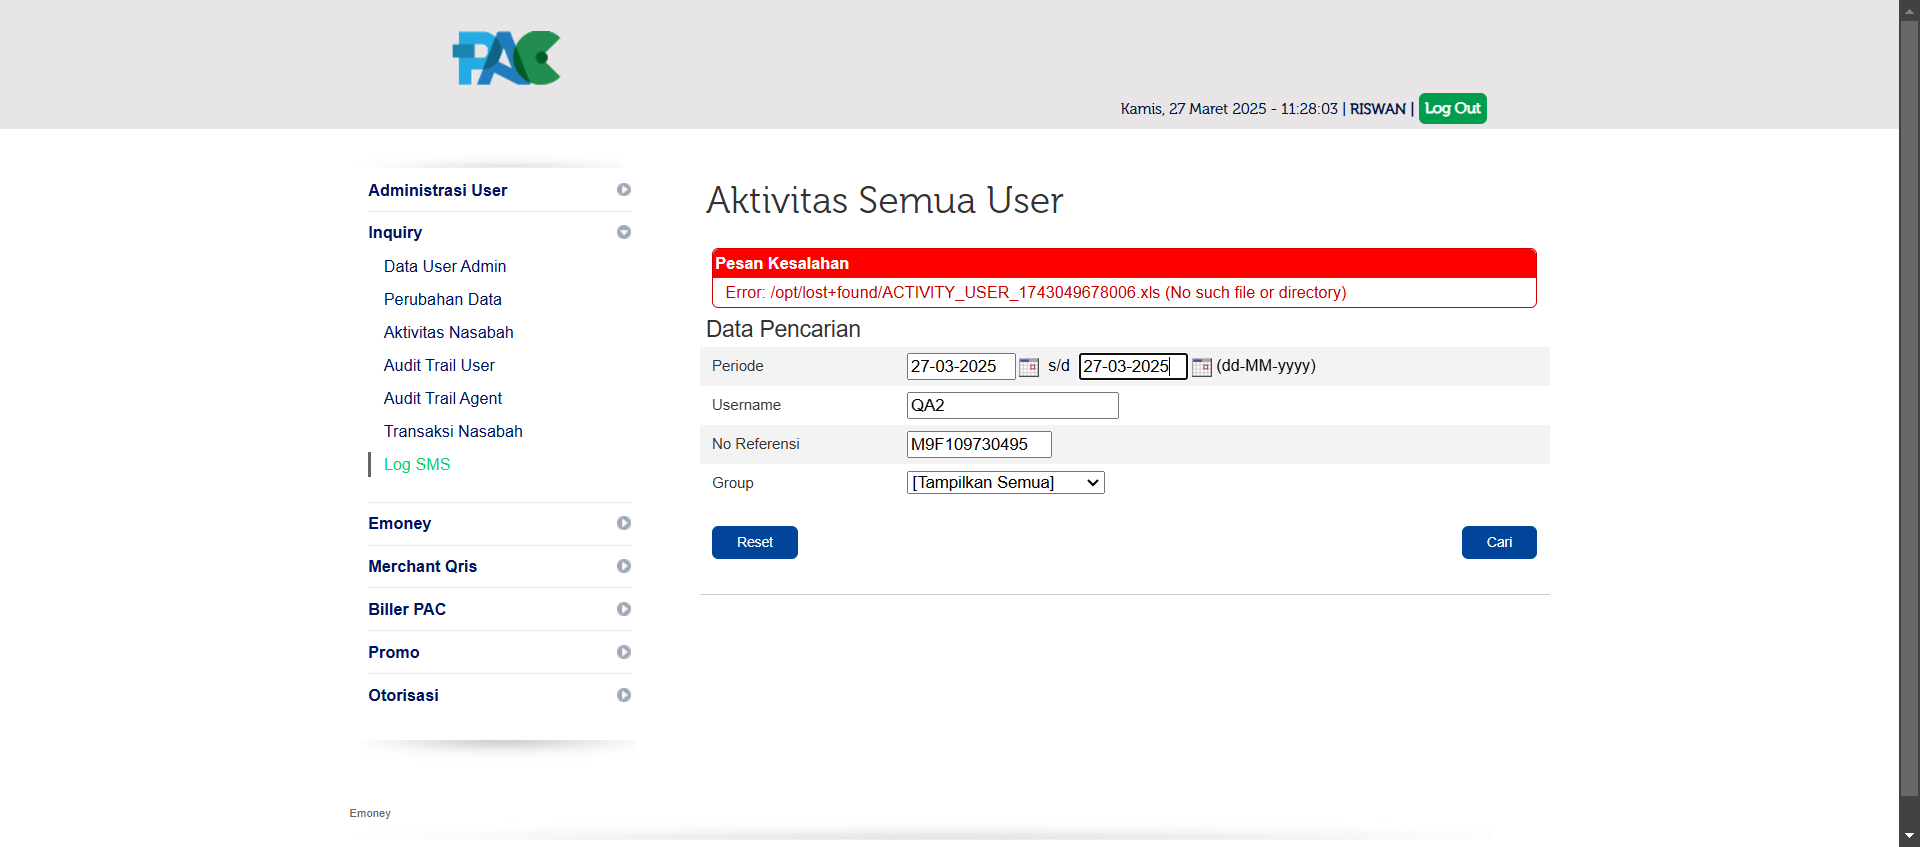 PAC
Kamis, 27 Maret 2025 - 11:28:03 | RISWAN | Log Out
Administrasi User
Inquiry
Data User Admin
Perubahan Data
Aktivitas Nasabah
Audit Trail User
Audit Trail Agent
Transaksi Nasabah
Log SMS
Emoney
Merchant Qris
Biller PAC
Promo
Otorisasi
Aktivitas Semua User
Pesan Kesalahan
Error: /opt/lost+found/ACTIVITY_USER_1743049678006.xls (No such file or directory)
Data Pencarian
Periode 27-03-2025 s/d 27-03-2025 (dd-MM-yyyy)
Username QA2
No Referensi M9F109730495
Group [Tampilkan Semua]
Reset Cari
Emoney